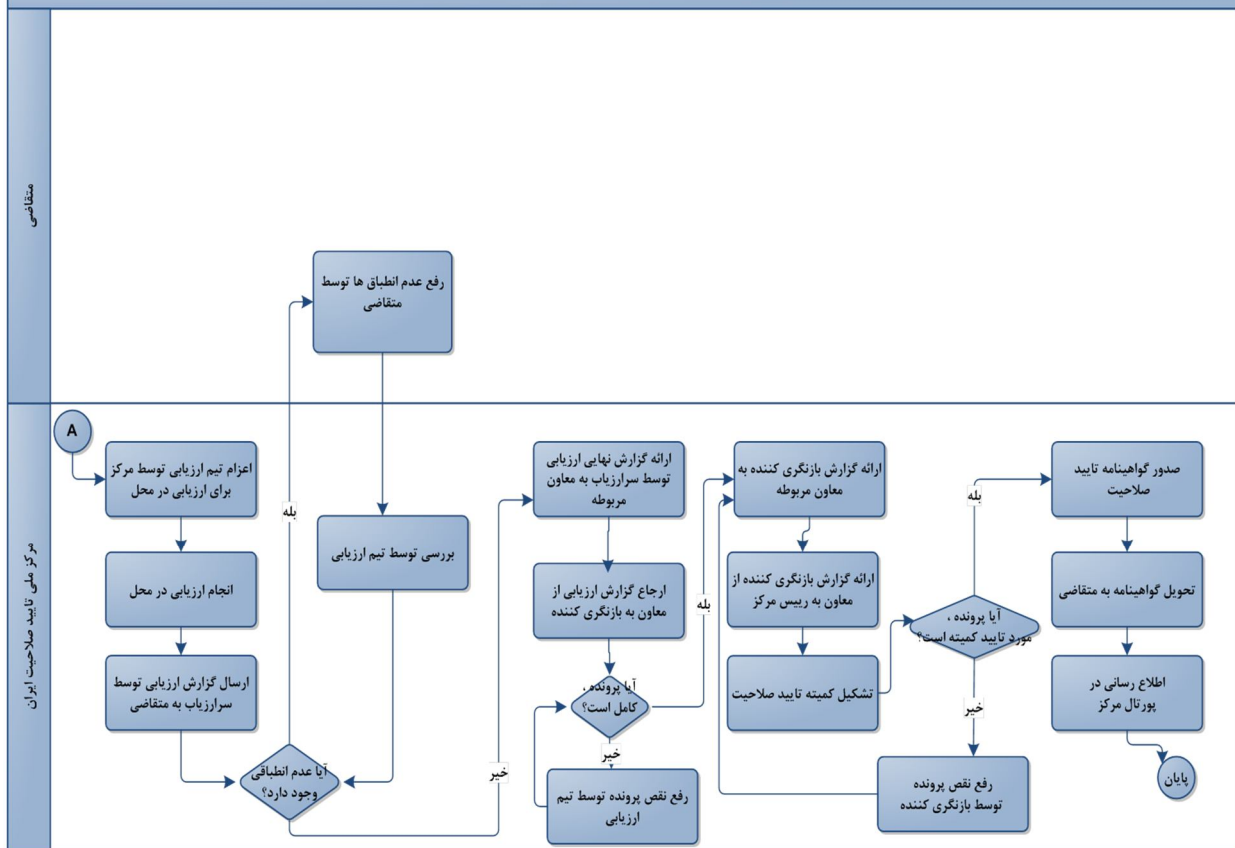 متقاضی
رفع عدم انطباق ها توسط
متقاضی
مرکز ملی تایید صلاحیت ایران
A
اعزام تیم ارزیابی توسط مرکز
برای ارزیابی در محل
انجام ارزیابی در محل
ارسال گزارش ارزیابی توسط
سرارزیاب به متقاضی
آیا عدم انطباقی
وجود دارد؟
بله
خیر
بررسی توسط تیم ارزیابی
ارائه گزارش نهایی ارزیابی
توسط سرارزیاب به معاون
مربوطه
ارجاع گزارش ارزیابی از
معاون به بازنگری کننده
آیا پرونده ،
کامل است؟
خیر
رفع نقص پرونده توسط تیم
ارزیابی
بله
ارائه گزارش بازنگری کننده به
معاون مربوطه
ارائه گزارش بازنگری کننده از
معاون به رییس مرکز
تشکیل کمیته تایید صلاحیت
آیا پرونده ،
مورد تایید کمیته است؟
خیر
رفع نقص پرونده
توسط بازنگری کننده
بله
صدور گواهینامه تایید
صلاحیت
تحویل گواهینامه به متقاضی
اطلاع رسانی در
پورتال مرکز
پایان